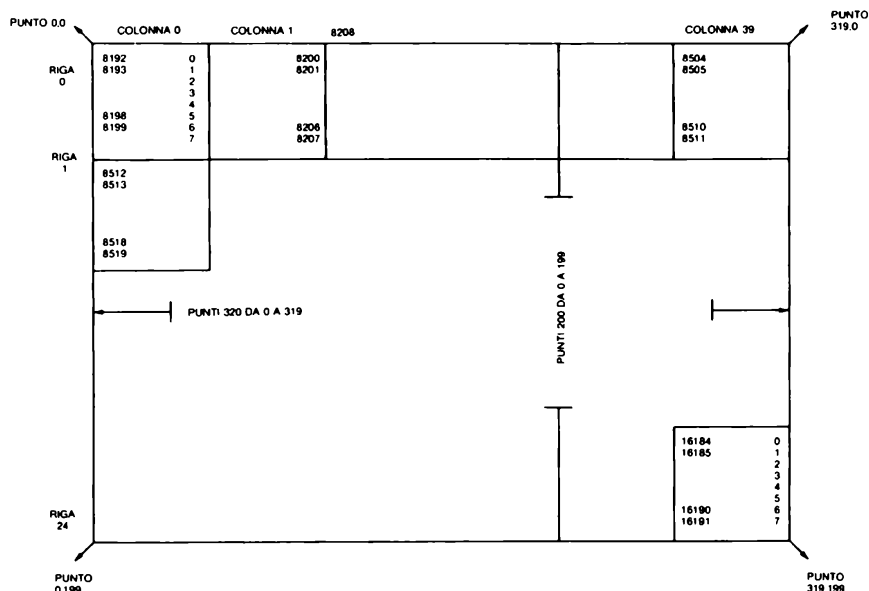 PUNTO 0,0
COLONNA 0
COLONNA 1
8208
COLONNA 39
PUNTO
319.0
RIGA
0
8192 0
8193 1
2
3
4
8198 5
8199 6
7
8200
8201
8206
8207
8504
8505
8510
8511
RIGA
1
8512
8513
8518
8519
PUNTI 320 DA 0 A 319
PUNTI 200 DA 0 A 199
16184 0
16185 1
2
3
4
5
16190 6
16191 7
RIGA
24
PUNTO
0,199
PUNTO
319,199